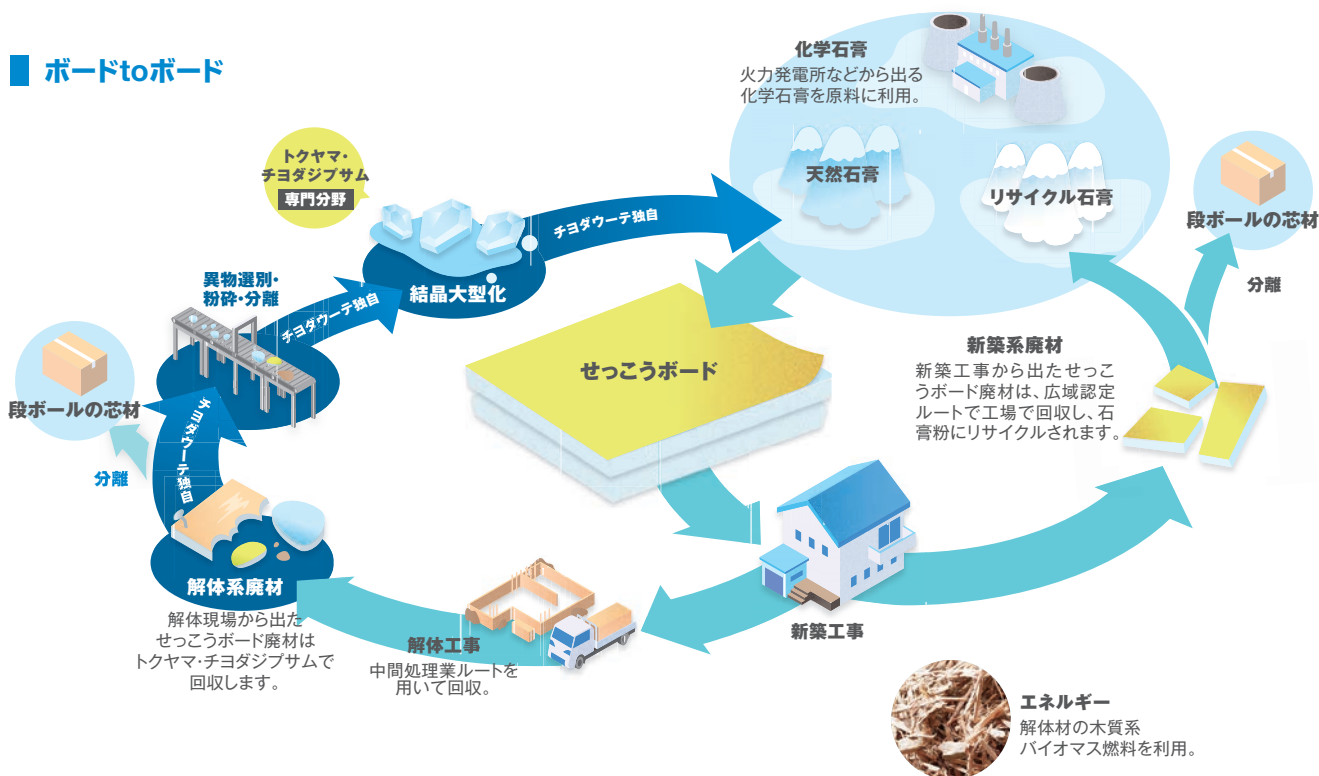 ボードtoボード
化学石膏
火力発電所などから出る
化学石膏を原料に利用。
天然石膏
リサイクル石膏
トクヤマ・
チヨダジプサム
専門分野
チヨダウーテ独自
結晶大型化
チヨダウーテ独自
異物選別・
粉砕・分離
チヨダウーテ独自
段ボールの芯材
分離
段ボールの芯材
分離
せっこうボード
新築系廃材
新築工事から出たせっこ
うボード廃材は、広域認定
ルートで工場で回収し、石
膏粉にリサイクルされます。
解体系廃材
解体現場から出た
せっこうボード廃材は
トクヤマ・チヨダジプサムで
回収します。
解体工事
中間処理業ルートを
用いて回収。
新築工事
エネルギー
解体材の木質系
バイオマス燃料を利用。